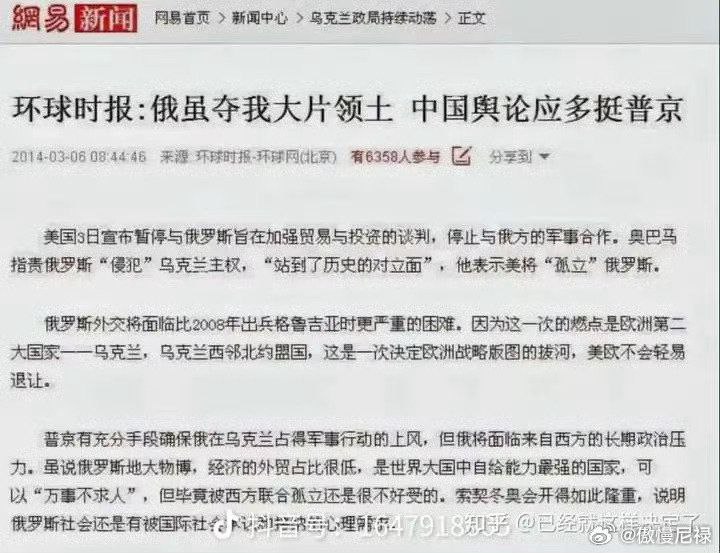 網易 新闻 网易首页 > 新闻中心 > 乌克兰政局持续动荡 > 正文
环球时报:俄虽夺我大片领土 中国舆论应多挺普京
2014-03-06 08:44:46 来源:环球时报-环球网(北京) 有6358人参与 分享到
美国3日宣布暂停与俄罗斯旨在加强贸易与投资的谈判，停止与俄方的军事合作。奥巴马
指责俄罗斯“侵犯”乌克兰主权，“站到了历史的对立面”，他表示美将“孤立”俄罗斯。
俄罗斯外交将面临比2008年出兵格鲁吉亚时更严重的困难。因为这一次的燃点是欧洲第二
大国家——乌克兰，乌克兰西邻北约盟国，这是一次决定欧洲战略版图的拔河，美欧不会轻易
退让。
普京有充分手段确保俄在乌克兰占得军事行动的上风，但俄将面临来自西方的长期政治压
力。虽说俄罗斯地大物博，经济的外贸占比很低，是世界大国中自给能力最强的国家，可
以“万事不求人”，但毕竟被西方联合孤立还是很不好受的。索契冬奥会开得如此隆重，说明
俄罗斯社会还是有被国际社会
抖音号：
知乎 @已经就这样决定了
@傲慢尼禄